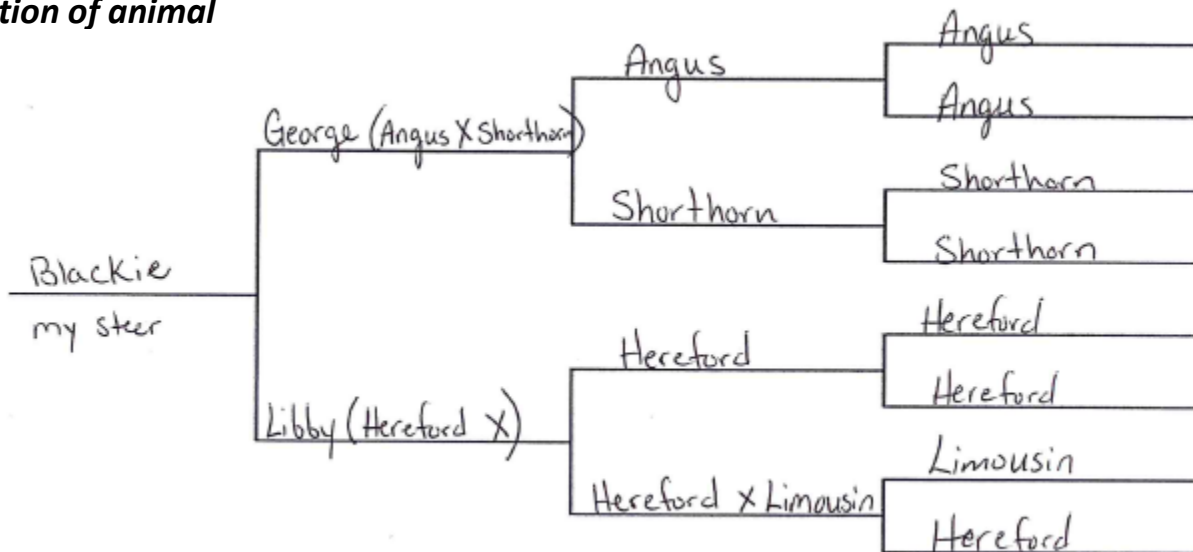 tion of animal
Angus
Angus
Angus
George (Angus X Shorthorn)
Shorthorn
Shorthorn
Shorthorn
Blackie
my steer
Hereford
Hereford
Hereford
Libby (Hereford X)
Limousin
Hereford X Limousin
Hereford